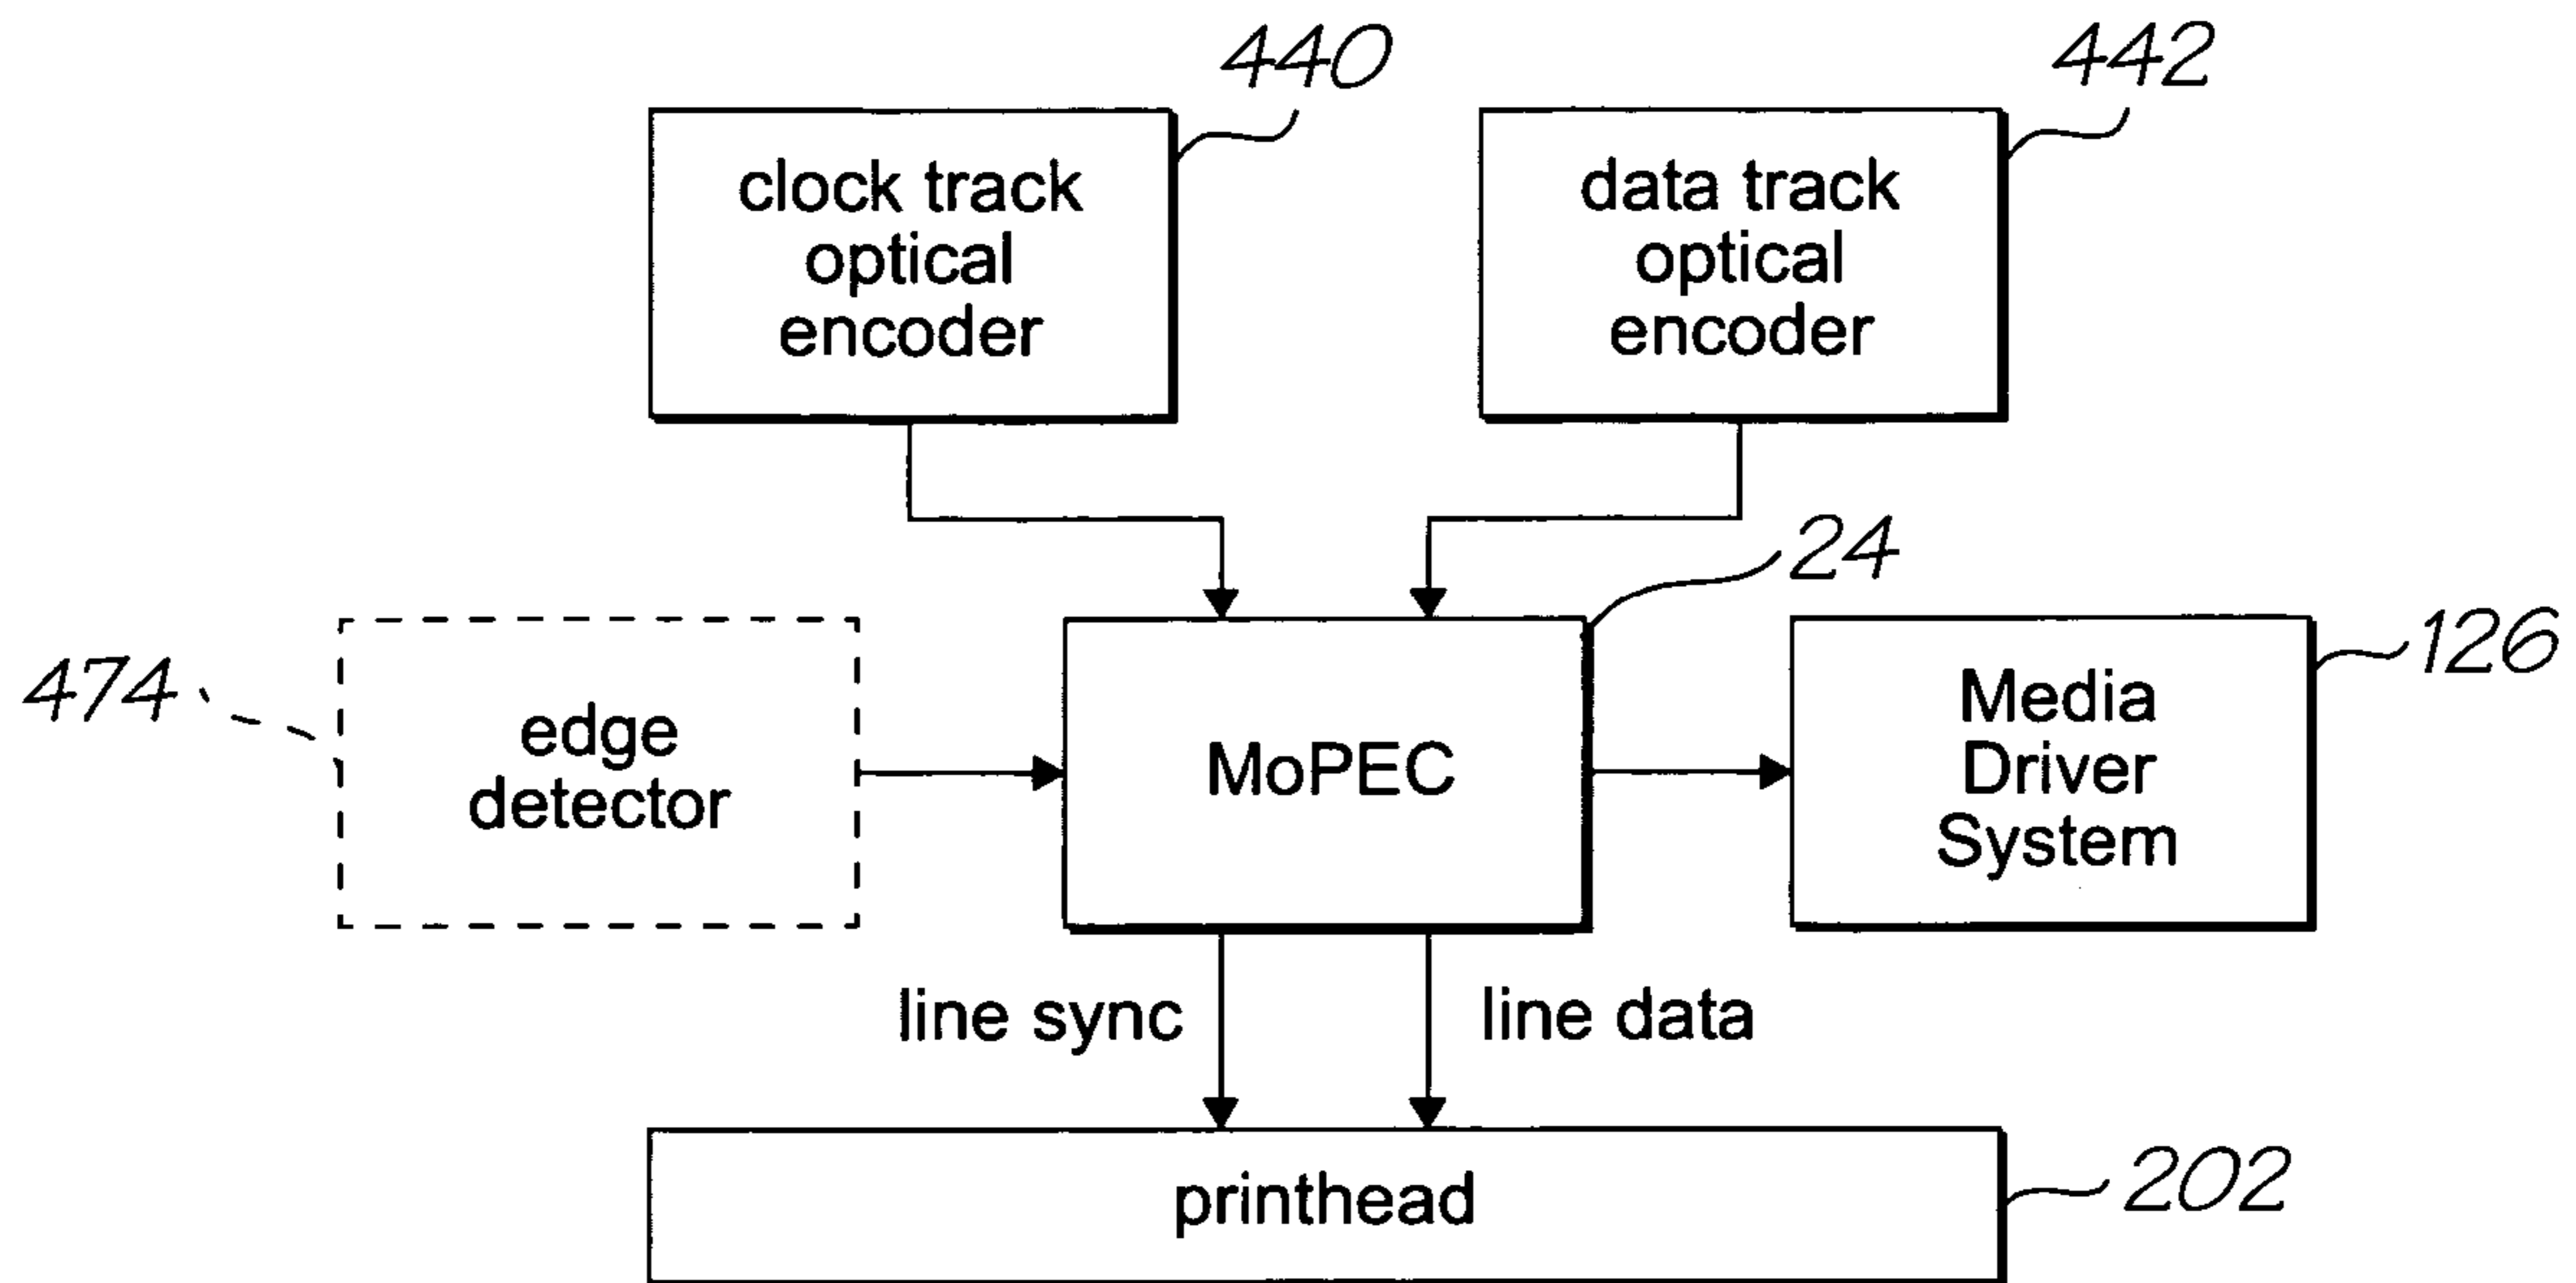 440
442
clock track
optical
encoder
data track
optical
encoder
24
474
edge
detector
MoPEC
Media
Driver
System
126
line sync
line data
printhead
202